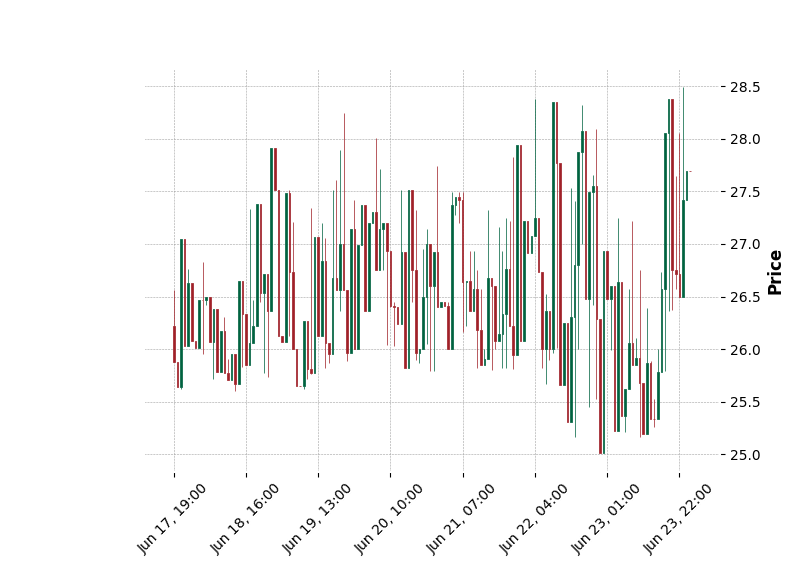 28.5
28.0
27.5
27.0
26.5
26.0
25.5
25.0
Price
Jun 17, 19:00
Jun 18, 16:00
Jun 19, 13:00
Jun 20, 10:00
Jun 21, 07:00
Jun 22, 04:00
Jun 23, 01:00
Jun 23, 22:00